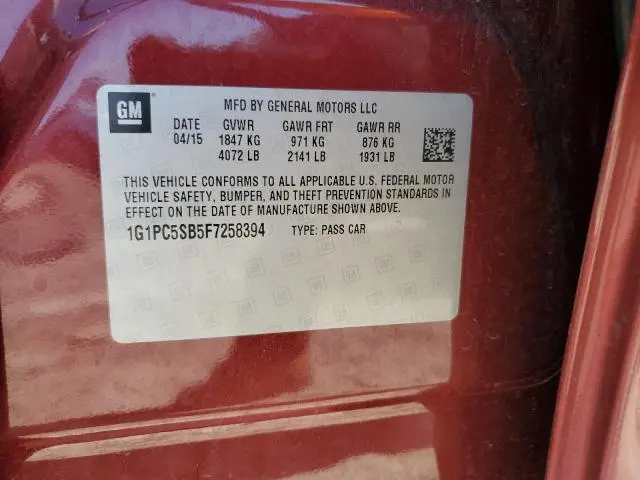 GM
MFD BY GENERAL MOTORS LLC
DATE GVWR GAWR FRT GAWR RR
04/15 1847 KG 971 KG 876 KG
4072 LB 2141 LB 1931 LB
THIS VEHICLE CONFORMS TO ALL APPLICABLE U.S. FEDERAL MOTOR
VEHICLE SAFETY, BUMPER, AND THEFT PREVENTION STANDARDS IN
EFFECT ON THE DATE OF MANUFACTURE SHOWN ABOVE.
1G1PC5SB5F7258394 TYPE: PASS CAR